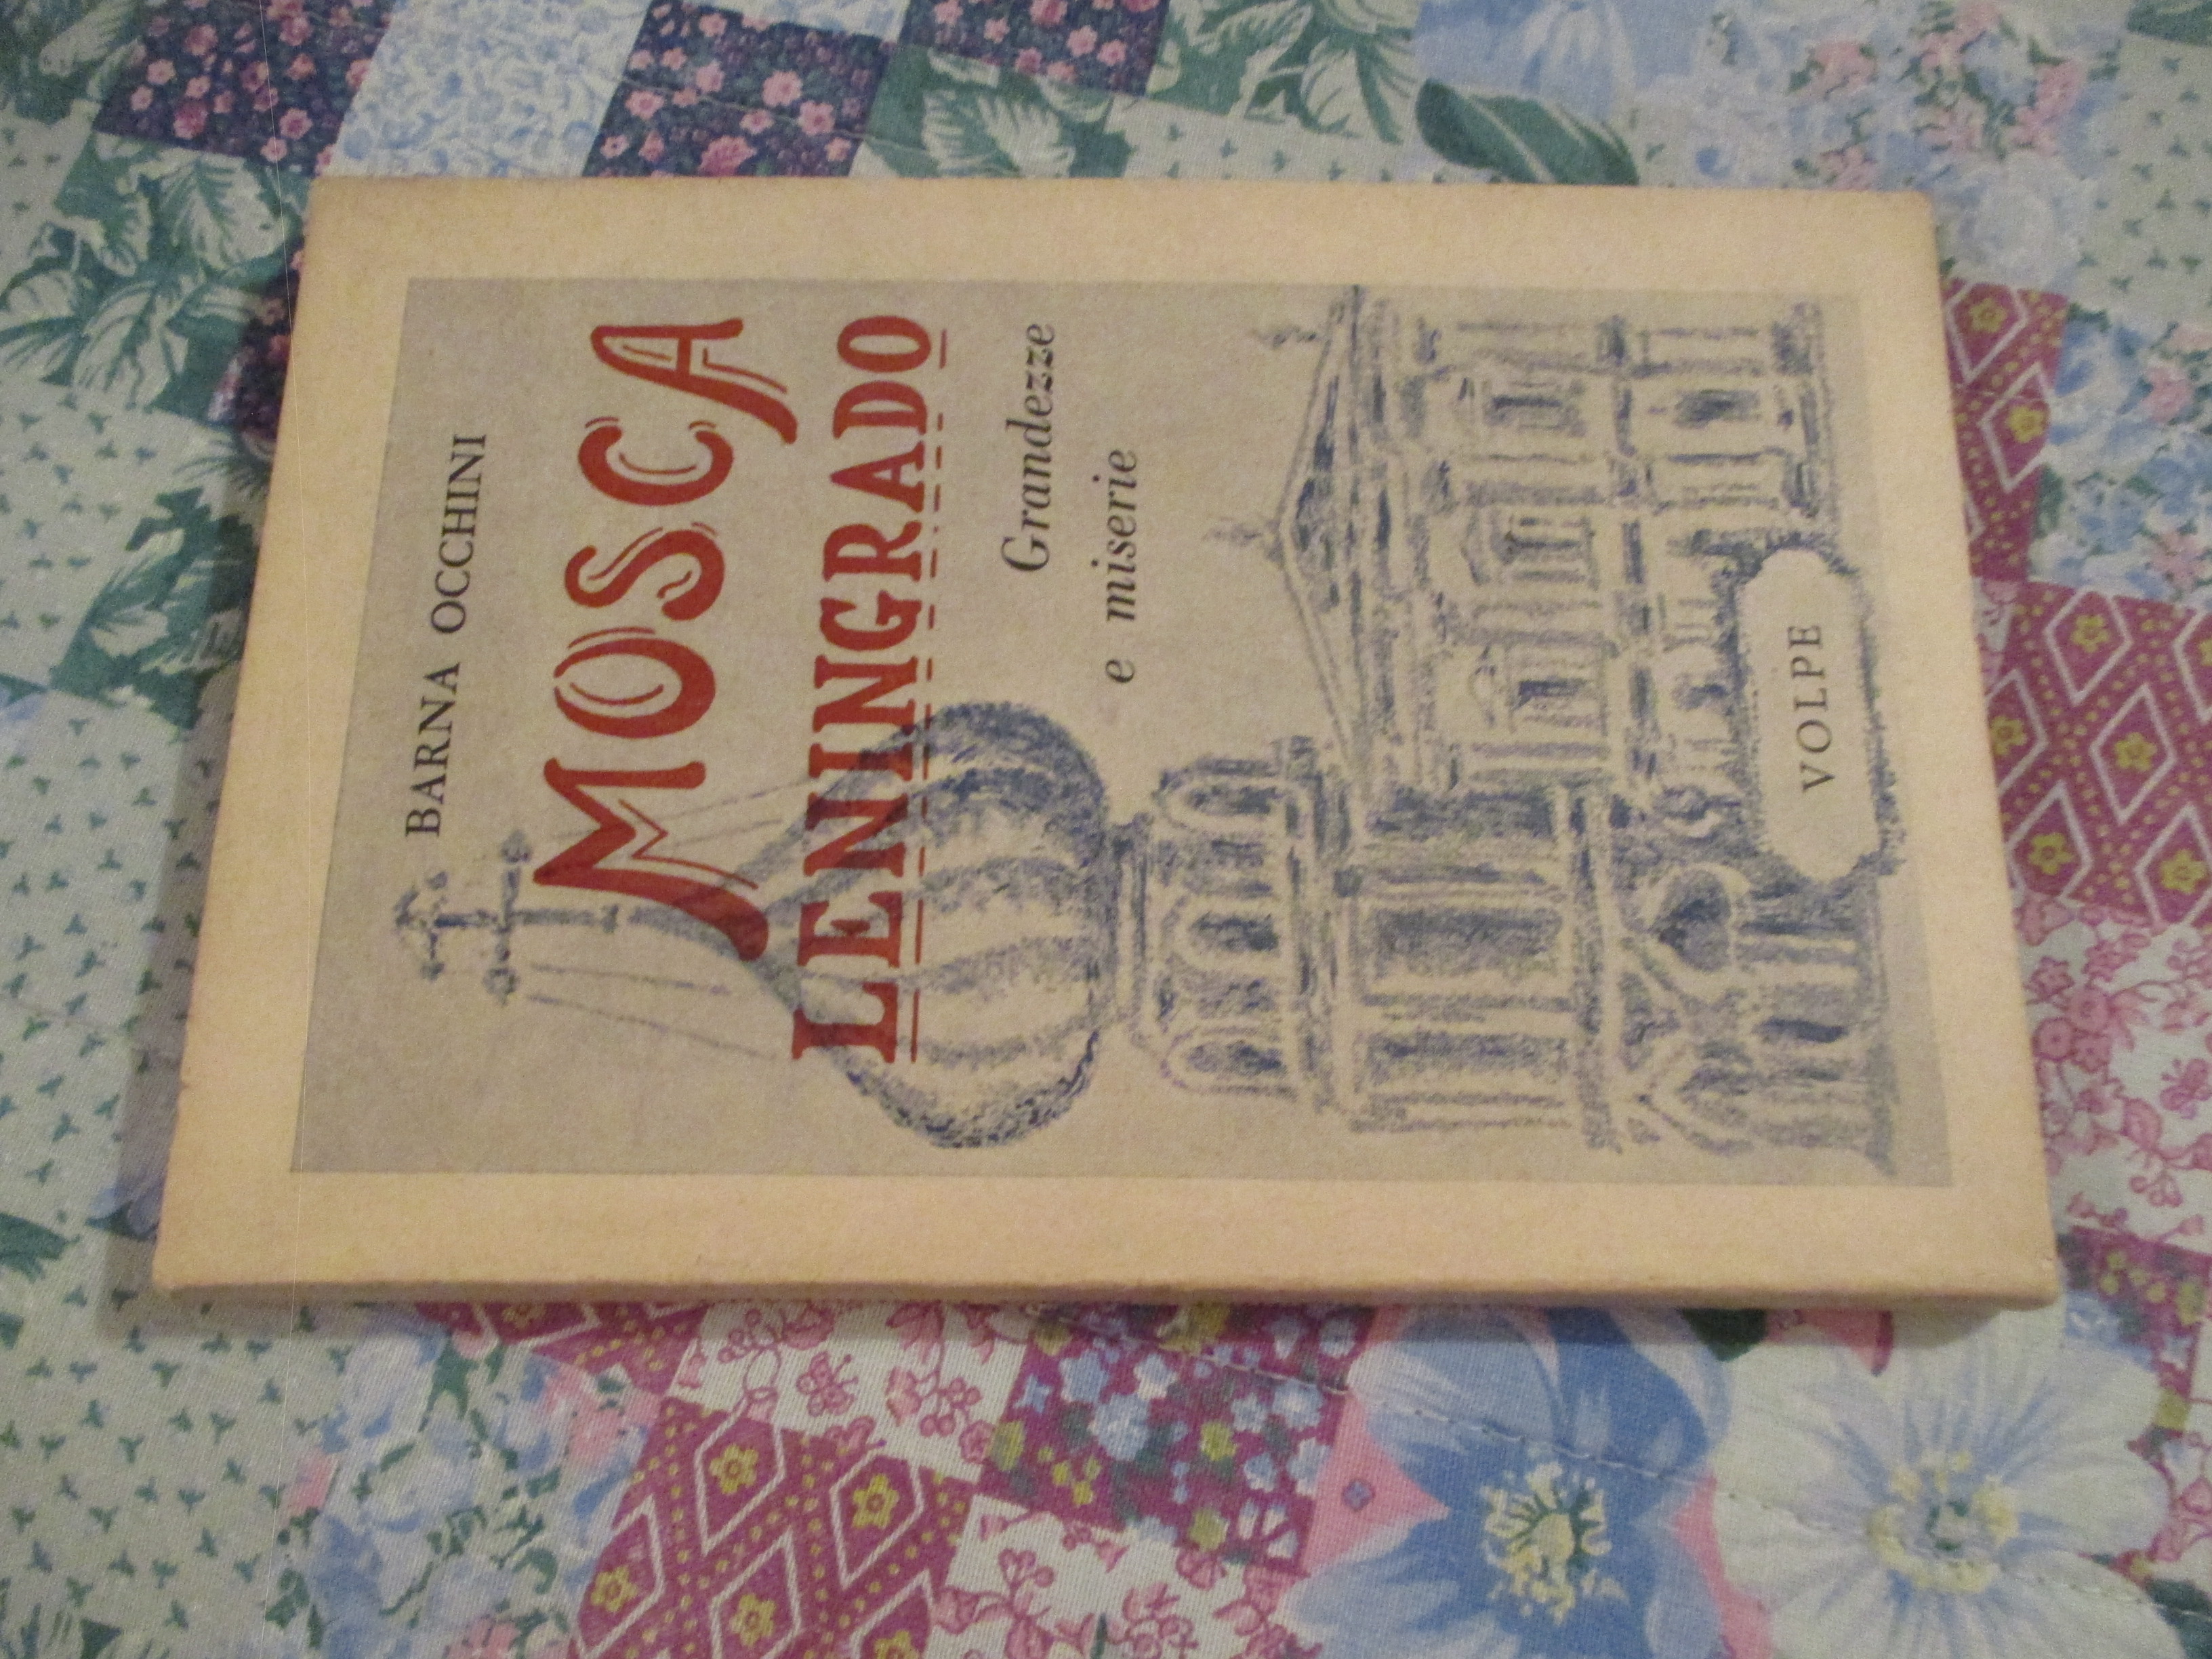 BARNA OCCHINI
MOSCA
LENINGRADO
Grandezze
e miserie
VOLPE